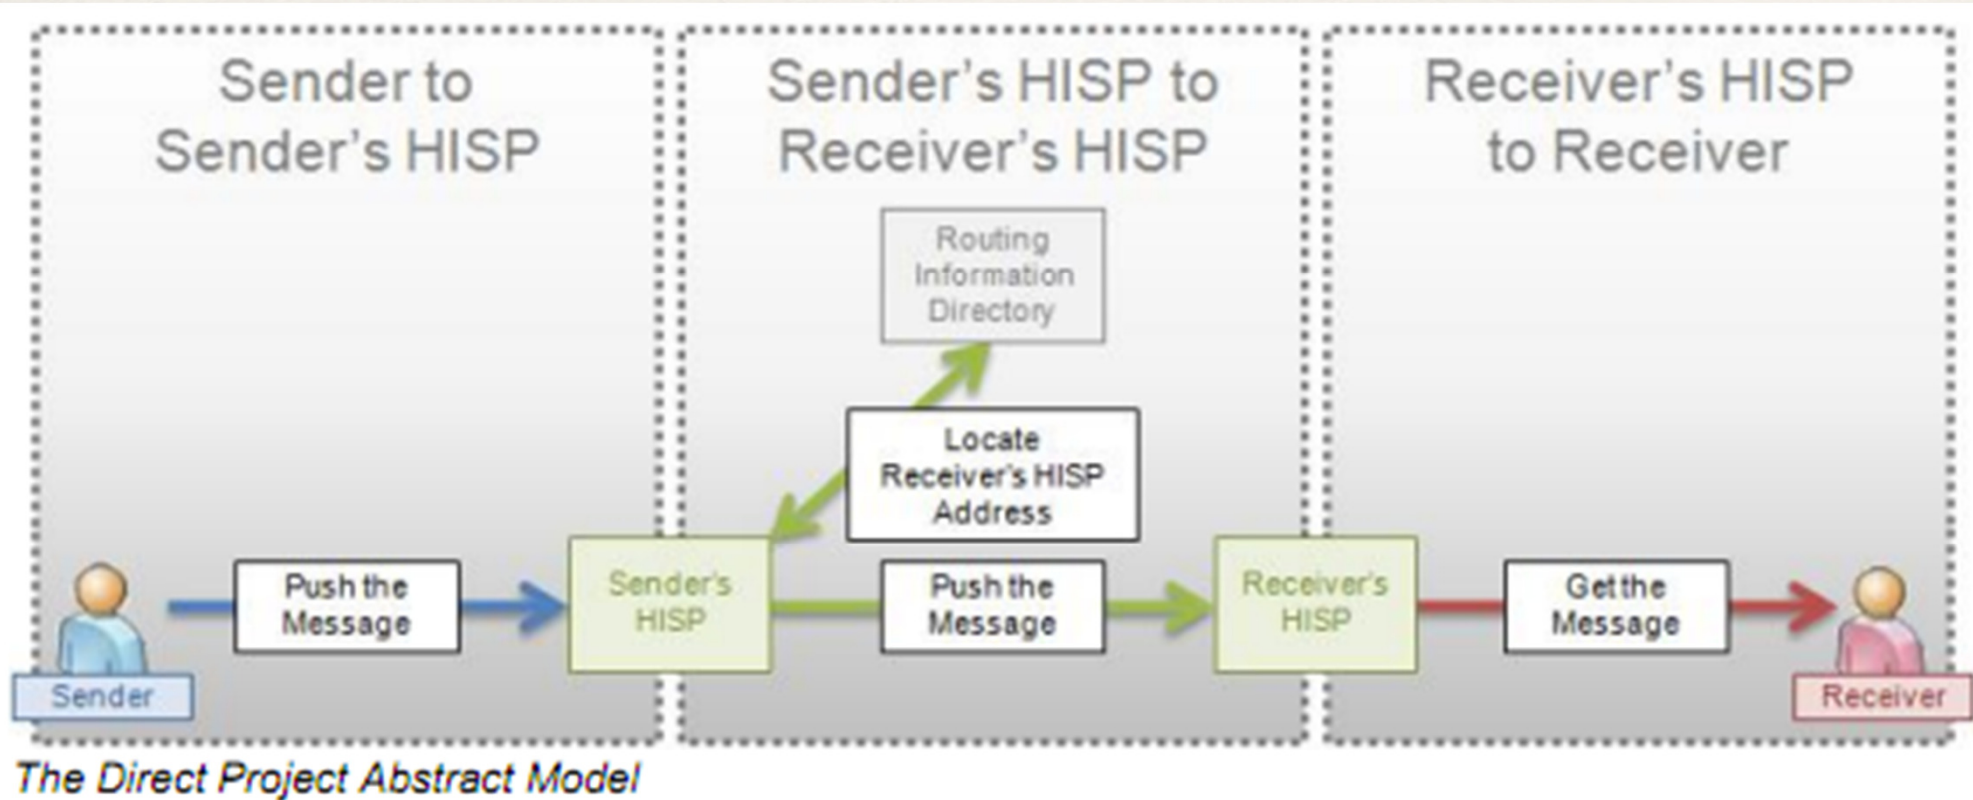 Sender to
Sender's HISP
Sender's HISP to
Receiver's HISP
Receiver's HISP
to Receiver
Routing
Information
Directory
Locate
Receiver's HISP
Address
Push the
Message
Sender's
HISP
Push the
Message
Receiver's
HISP
Get the
Message
Sender
Receiver
The Direct Project Abstract Model